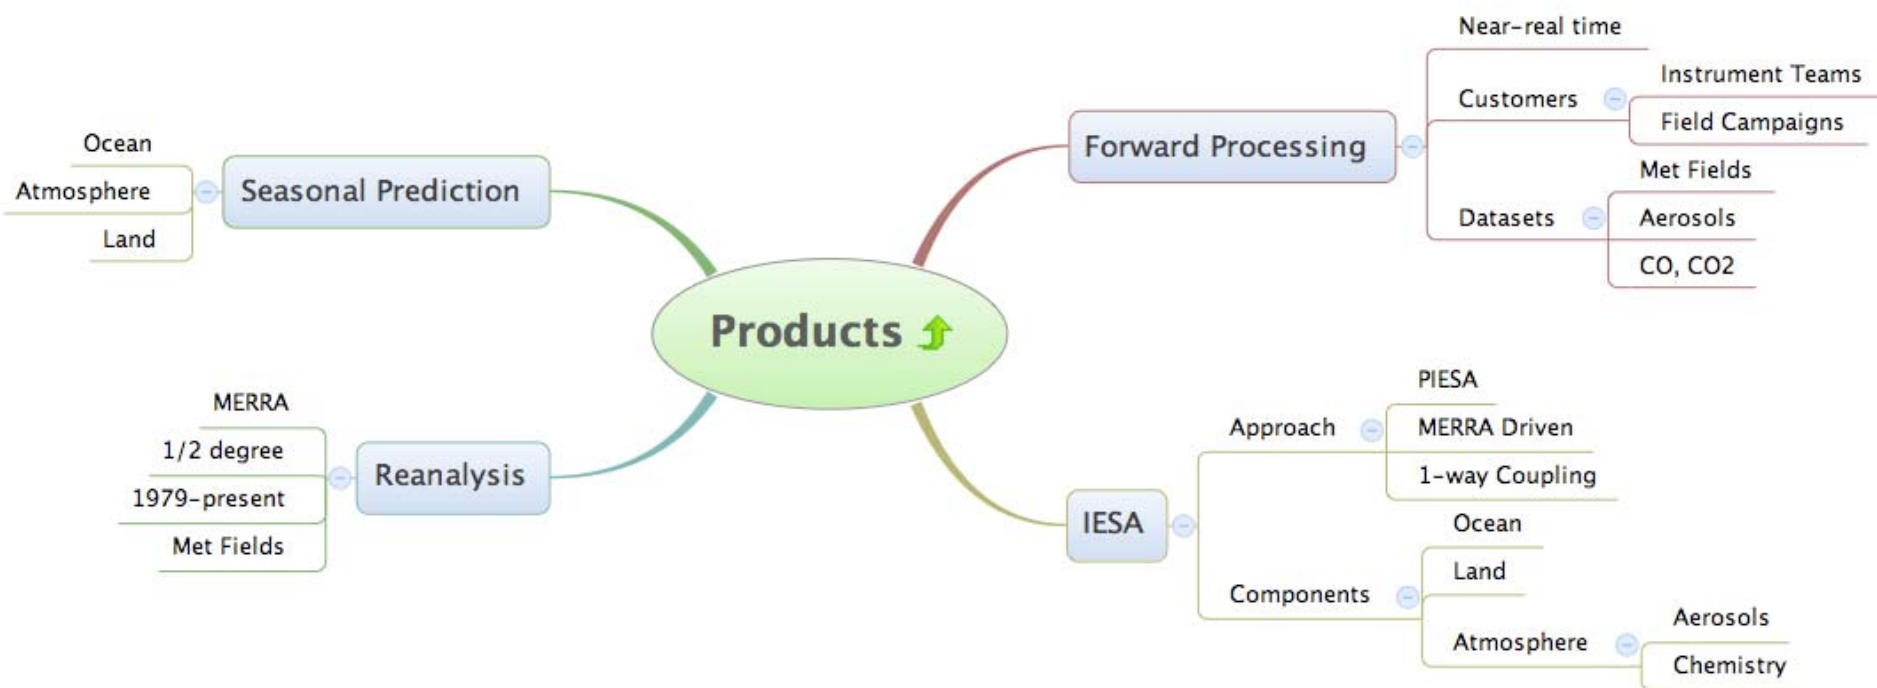 Products
Forward Processing
Near-real time
Customers
Instrument Teams
Field Campaigns
Datasets
Met Fields
Aerosols
CO, CO2
IESA
Approach
PIESA
MERRA Driven
1-way Coupling
Components
Ocean
Land
Atmosphere
Aerosols
Chemistry
Reanalysis
MERRA
1/2 degree
1979-present
Met Fields
Seasonal Prediction
Ocean
Atmosphere
Land